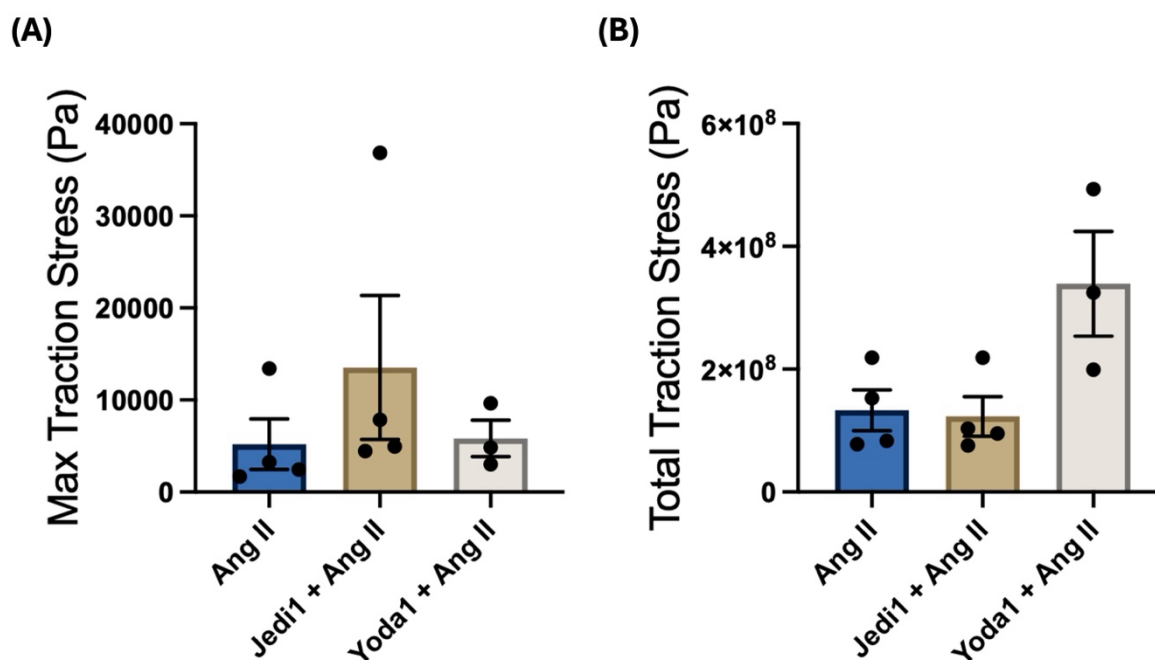 (A)
Max Traction Stress (Pa)
40000
30000
20000
10000
0
Ang II
Jedi1 + Ang II
Yoda1 + Ang II
(B)
Total Traction Stress (Pa)
6×10⁸
4×10⁸
2×10⁸
0
Ang II
Jedi1 + Ang II
Yoda1 + Ang II